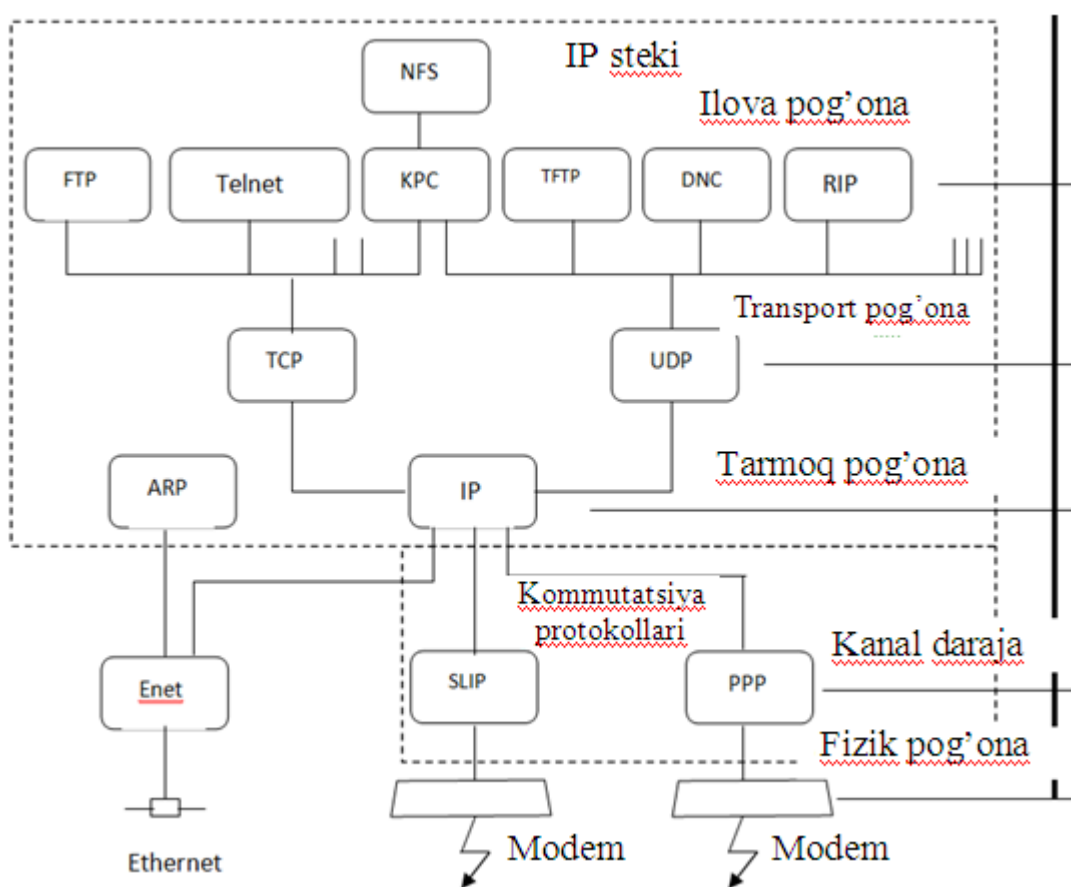 IP steki
NFS
Ilova pog’ona
FTP
Telnet
KPC
TFTP
DNC
RIP
Transport pog’ona
TCP
UDP
Tarmoq pog’ona
ARP
IP
Kommutatsiya
protokollari
Kanal daraja
Enet
SLIP
PPP
Fizik pog’ona
Modem
Modem
Ethernet